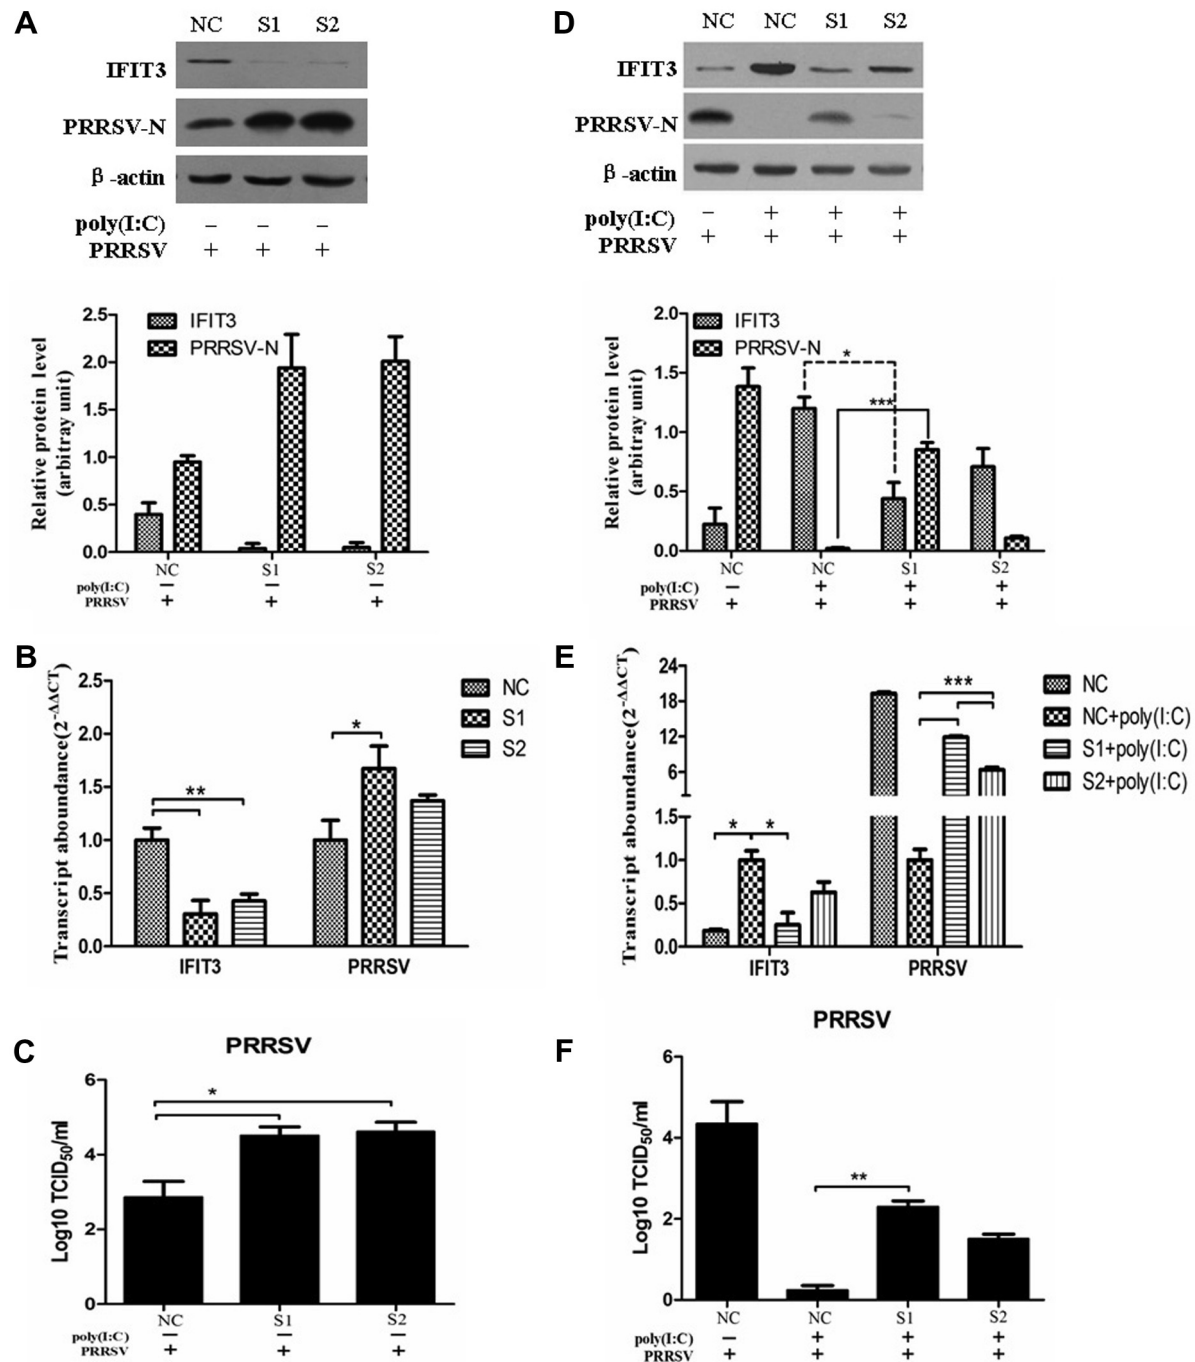 A
NC S1 S2
IFIT3
PRRSV-N
β-actin
poly(I:C) − − −
PRRSV + + +
2.5
2.0
1.5
1.0
0.5
0.0
Relative protein level
(arbitray unit)
IFIT3
PRRSV-N
NC S1 S2
poly(I:C) − − −
PRRSV + + +
D
NC NC S1 S2
IFIT3
PRRSV-N
β-actin
poly(I:C) − + + +
PRRSV + + + +
2.0
1.5
1.0
0.5
0.0
Relative protein level
(arbitray unit)
IFIT3
PRRSV-N
*
***
NC NC S1 S2
poly(I:C) − + + +
PRRSV + + + +
B
Transcript aboundance(2-ΔΔCT)
2.5
2.0
1.5
1.0
0.5
0.0
**
*
NC
S1
S2
IFIT3 PRRSV
E
Transcript aboundance(2-ΔΔCT)
24
18
12
6
1.5
1.0
0.5
0.0
* *
***
NC
NC+poly(I:C)
S1+poly(I:C)
S2+poly(I:C)
IFIT3 PRRSV
C
PRRSV
Log10 TCID50/ml
6
4
2
0
*
NC S1 S2
poly(I:C) − − −
PRRSV + + +
F
PRRSV
Log10 TCID50/ml
6
4
2
0
**
NC NC S1 S2
poly(I:C) − + + +
PRRSV + + + +